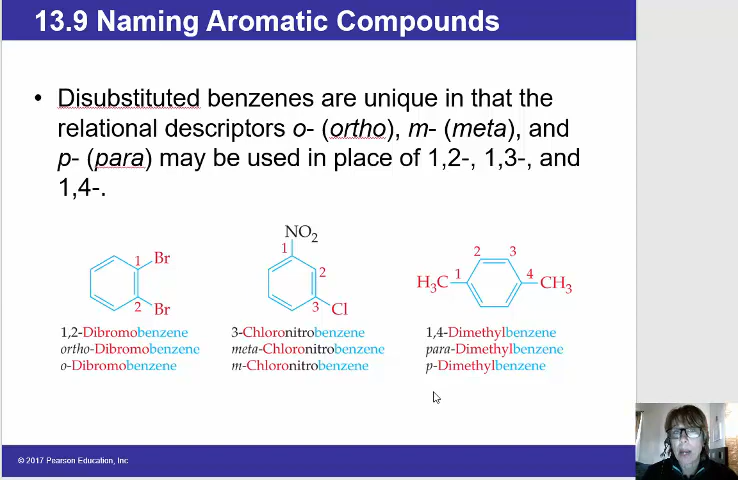 13.9 Naming Aromatic Compounds
• Disubstituted benzenes are unique in that the
relational descriptors o- (ortho), m- (meta), and
p- (para) may be used in place of 1,2-, 1,3-, and
1,4-.
1 Br
2 Br
1,2-Dibromobenzene
ortho-Dibromobenzene
o-Dibromobenzene
NO2
1
2
3 Cl
3-Chloronitrobenzene
meta-Chloronitrobenzene
m-Chloronitrobenzene
2 3
H3C 1 4 CH3
1,4-Dimethylbenzene
para-Dimethylbenzene
p-Dimethylbenzene
© 2017 Pearson Education, Inc